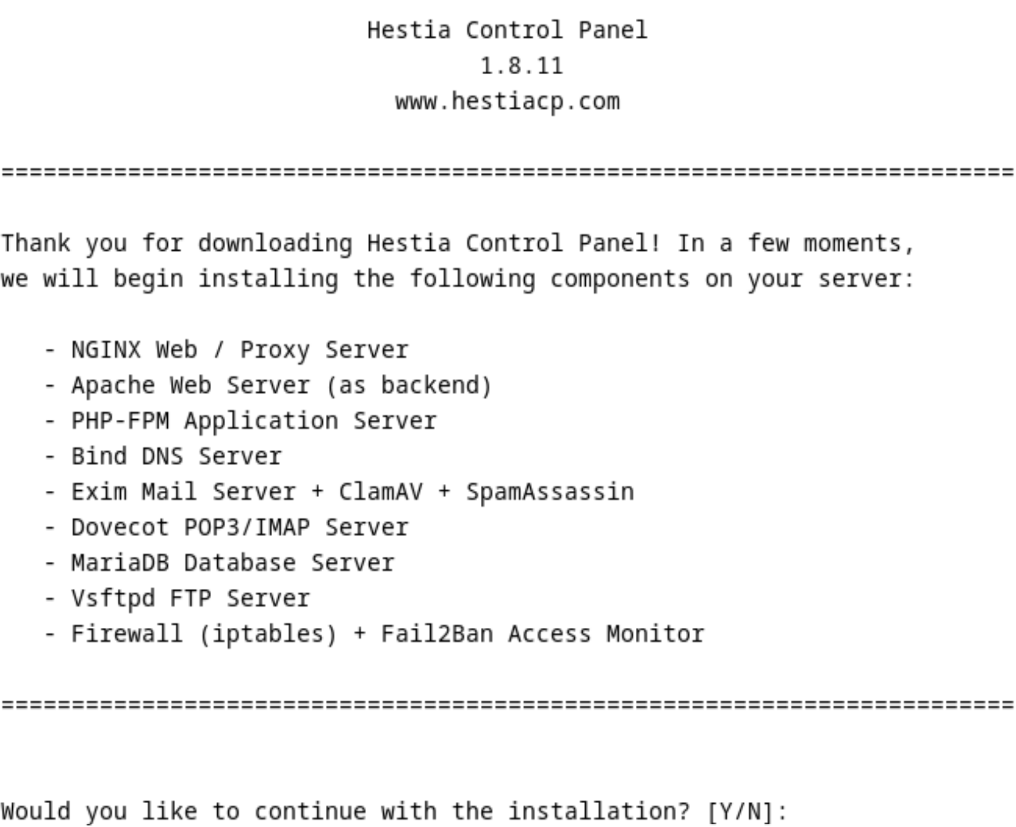 Hestia Control Panel
1.8.11
www.hestiacp.com
========================================================================
Thank you for downloading Hestia Control Panel! In a few moments,
we will begin installing the following components on your server:
- NGINX Web / Proxy Server
- Apache Web Server (as backend)
- PHP-FPM Application Server
- Bind DNS Server
- Exim Mail Server + ClamAV + SpamAssassin
- Dovecot POP3/IMAP Server
- MariaDB Database Server
- Vsftpd FTP Server
- Firewall (iptables) + Fail2Ban Access Monitor
========================================================================
Would you like to continue with the installation? [Y/N]: